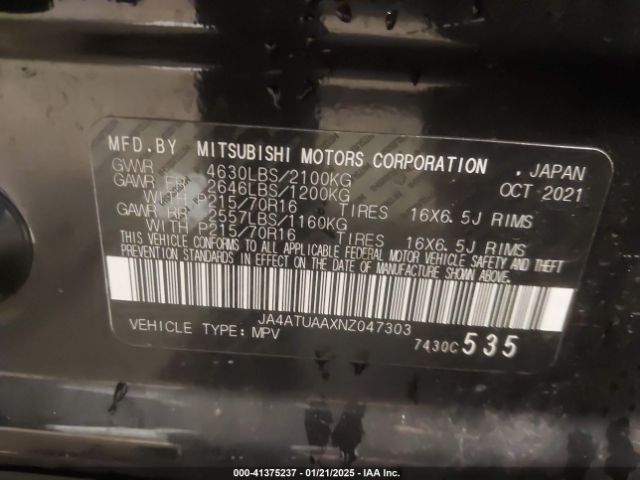 MFD.BY MITSUBISHI MOTORS CORPORATION , JAPAN
GVWR 4630LBS/2100KG OCT 2021
GAWR FR 2646LBS/1200KG
WITH P215/70R16 TIRES 16X6.5J RIMS
GAWR RR 2557LBS/1160KG
WITH P215/70R16 TIRES 16X6.5J RIMS
THIS VEHICLE CONFORMS TO ALL APPLICABLE FEDERAL MOTOR VEHICLE SAFETY AND THEFT
PREVENTION STANDARDS IN EFFECT ON THE DATE OF MANUFACTURE SHOWN ABOVE.
JA4ATUAAXNZ047303
VEHICLE TYPE: MPV 7430C 535
000-41375237 - 01/21/2025 - IAA Inc.